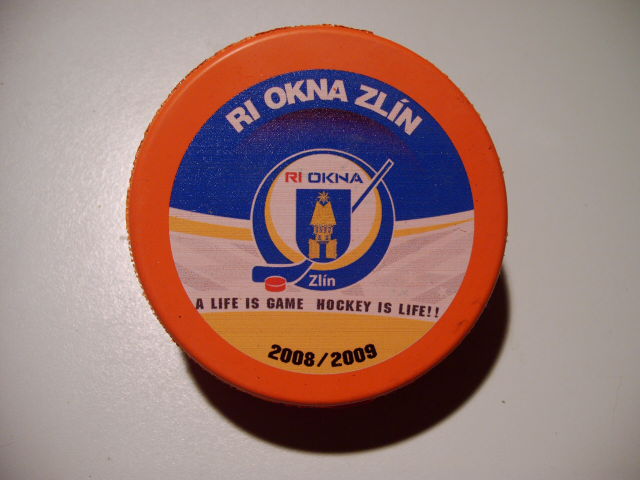 RI OKNA ZLÍN
RI OKNA
Zlín
A LIFE IS GAME HOCKEY IS LIFE!!
2008/2009